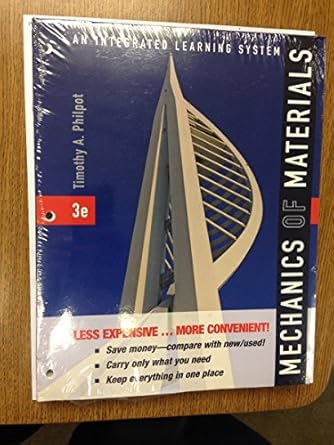 AN INTEGRATED LEARNING SYSTEM
MECHANICS OF MATERIALS
Timothy A. Philpot
3e
LESS EXPENSIVE ... MORE CONVENIENT!
▪ Save money—compare with new/used!
▪ Carry only what you need
▪ Keep everything in one place